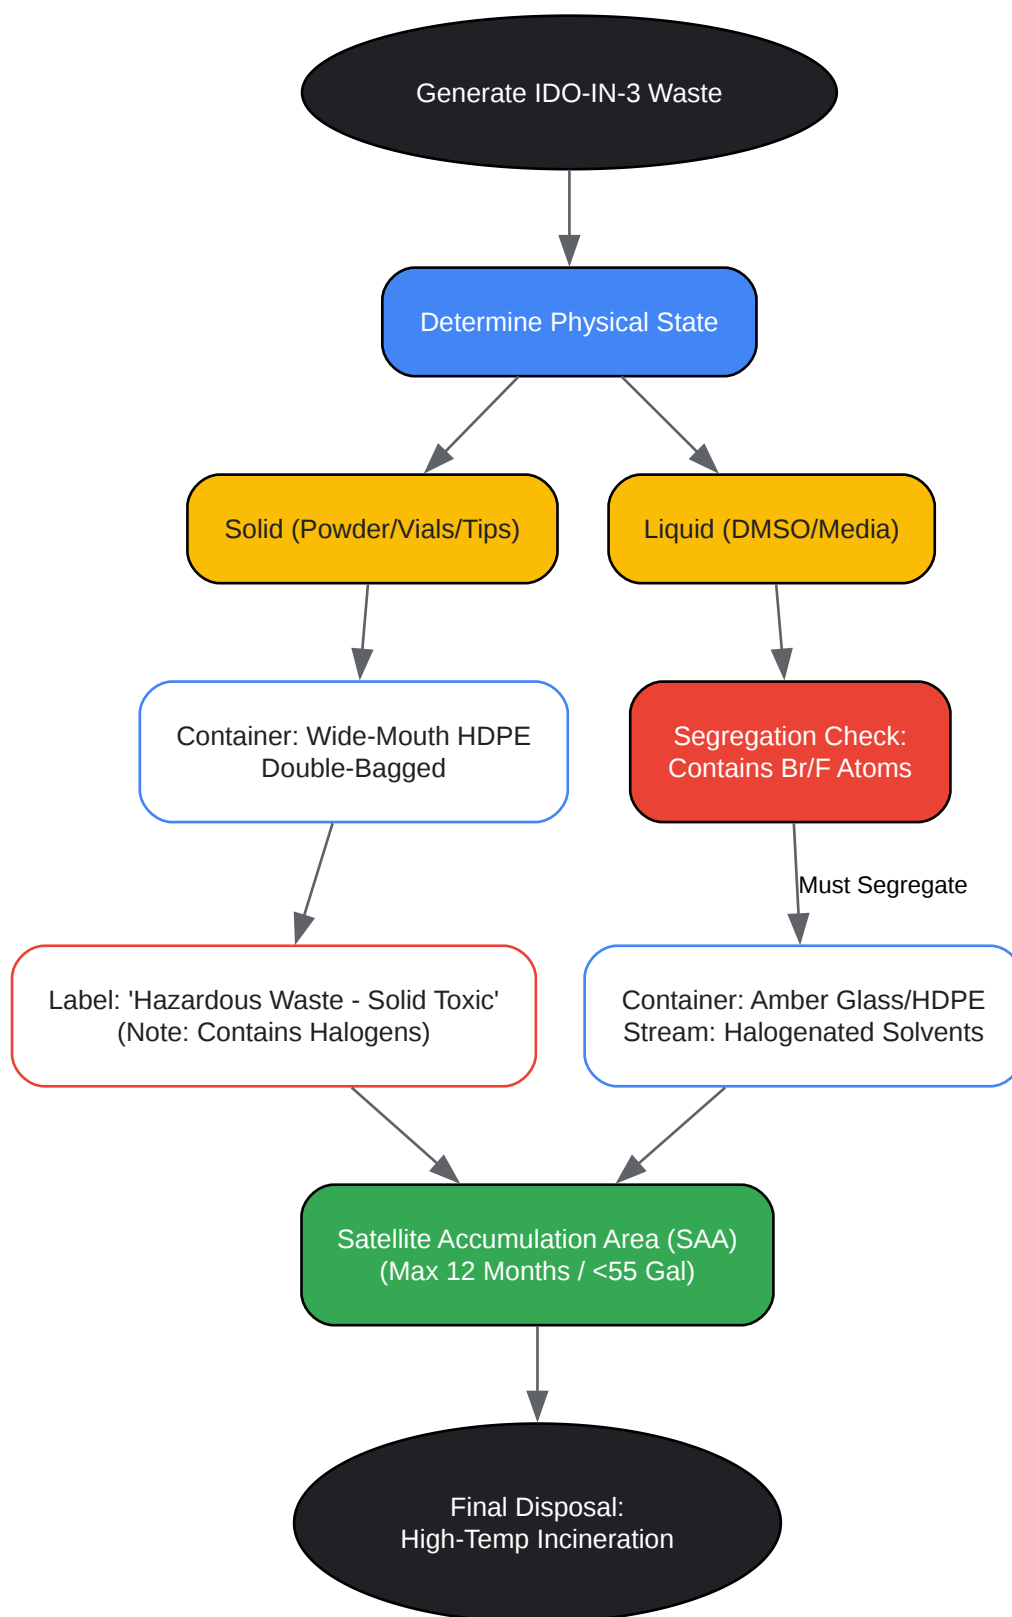 Generate IDO-IN-3 Waste
Determine Physical State
Solid (Powder/Vials/Tips)
Liquid (DMSO/Media)
Container: Wide-Mouth HDPE
Double-Bagged
Segregation Check:
Contains Br/F Atoms
Must Segregate
Label: 'Hazardous Waste - Solid Toxic'
(Note: Contains Halogens)
Container: Amber Glass/HDPE
Stream: Halogenated Solvents
Satellite Accumulation Area (SAA)
(Max 12 Months / <55 Gal)
Final Disposal:
High-Temp Incineration